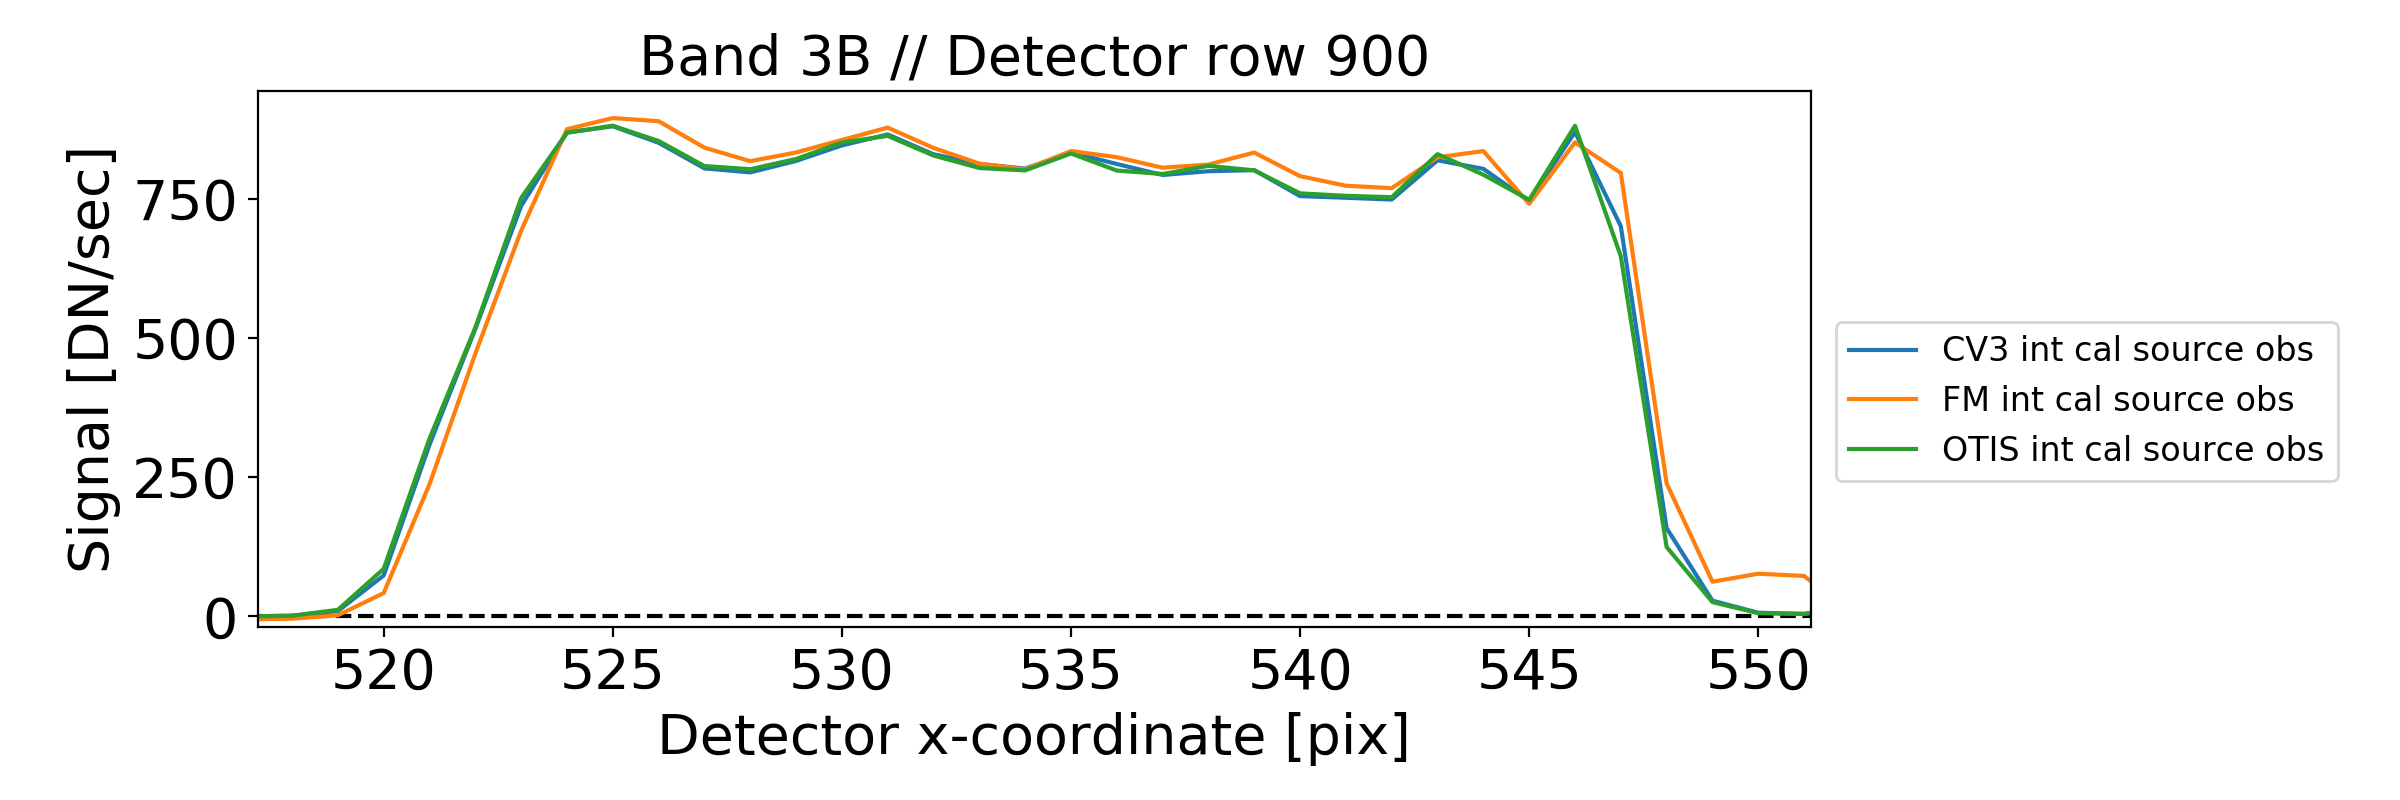 Band 3B // Detector row 900
Signal [DN/sec]
750
500
250
0
520 525 530 535 540 545 550
Detector x-coordinate [pix]
CV3 int cal source obs
FM int cal source obs
OTIS int cal source obs